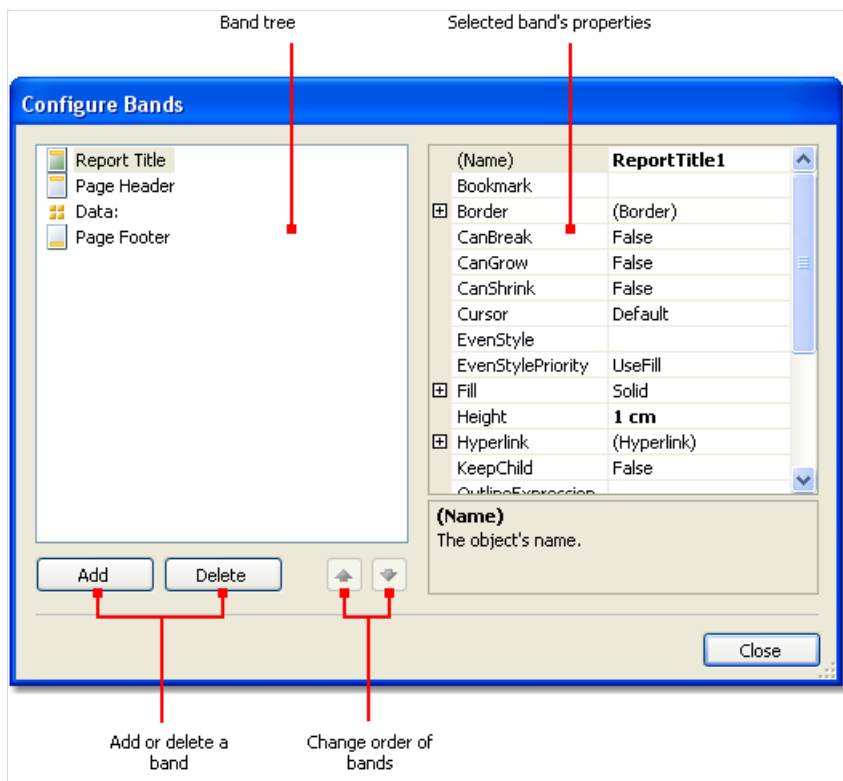 Band tree
Selected band's properties
Configure Bands
Report Title
Page Header
Data:
Page Footer
(Name) ReportTitle1
Bookmark
Border (Border)
CanBreak False
CanGrow False
CanShrink False
Cursor Default
EvenStyle
EvenStylePriority UseFill
Fill Solid
Height 1 cm
Hyperlink (Hyperlink)
KeepChild False
OutlineExpression
(Name)
The object's name.
Add
Delete
Close
Add or delete a
band
Change order of
bands